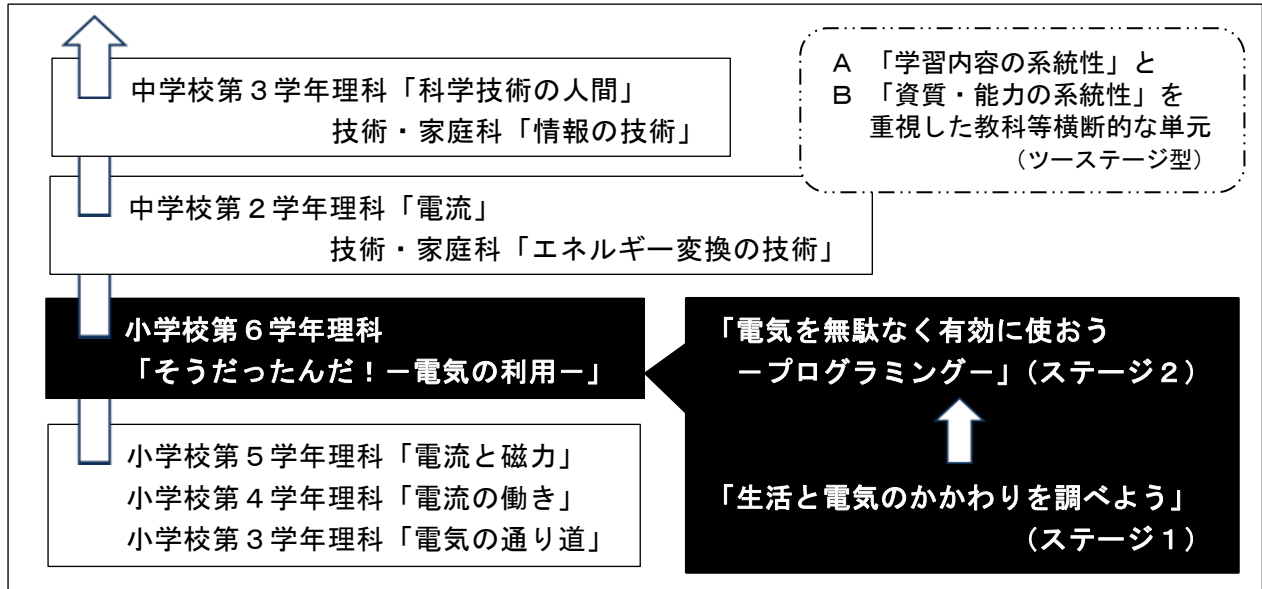 A 「学習内容の系統性」と
B 「資質・能力の系統性」を
重視した教科等横断的な単元
（ツーステージ型）
中学校第３学年理科「科学技術の人間」
技術・家庭科「情報の技術」
中学校第２学年理科「電流」
技術・家庭科「エネルギー変換の技術」
小学校第６学年理科
「そうだったんだ！－電気の利用－」
「電気を無駄なく有効に使おう
－プログラミング－」（ステージ２）
「生活と電気のかかわりを調べよう」
（ステージ１）
小学校第５学年理科「電流と磁力」
小学校第４学年理科「電流の働き」
小学校第３学年理科「電気の通り道」